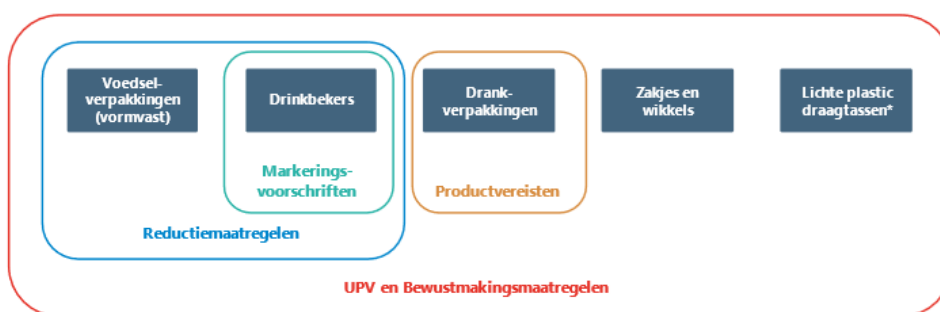 Voedsel-
verpakkingen
(vormvast)
Drinkbekers
Drank-
verpakkingen
Zakjes en
wikkels
Lichte plastic
draagtassen*
Markerings-
voorschriften
Productvereisten
Reductiemaatregelen
UPV en Bewustmakingsmaatregelen